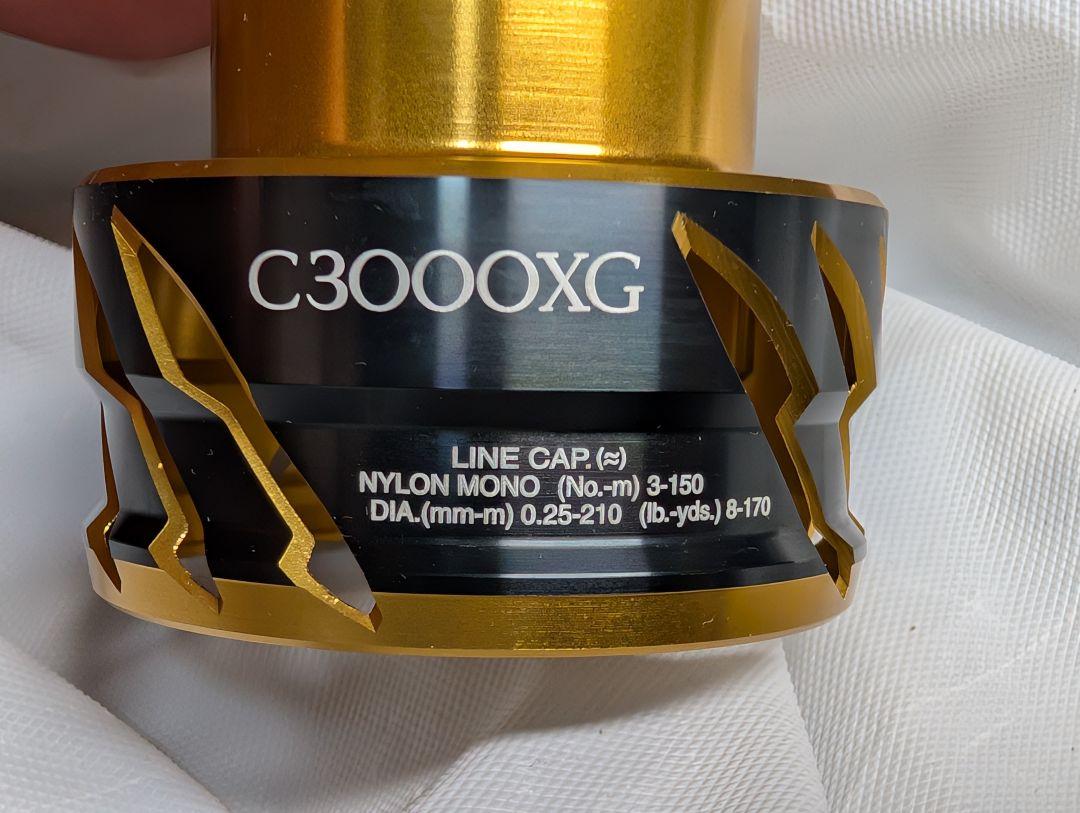 C3000XG
LINE CAP.(≈)
NYLON MONO (No.-m) 3-150
DIA.(mm-m) 0.25-210 (lb.-yds.) 8-170